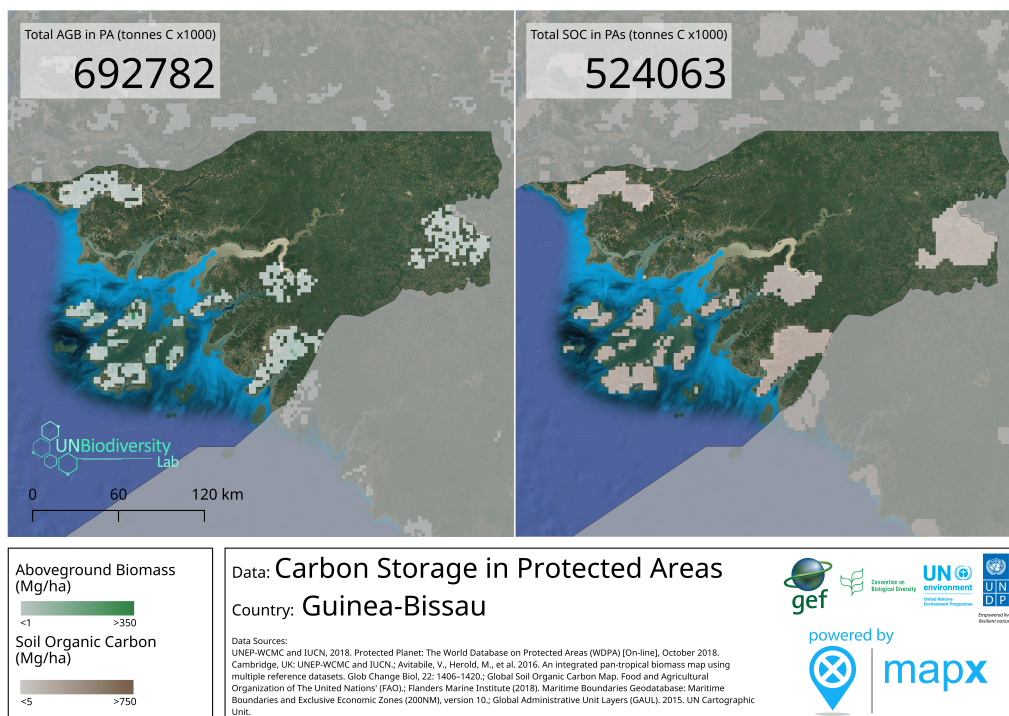 Total AGB in PA (tonnes C x1000)
692782
Total SOC in PAs (tonnes C x1000)
524063
UNBiodiversity
Lab
0 60 120 km
Aboveground Biomass
(Mg/ha)
<1 >350
Soil Organic Carbon
(Mg/ha)
<5 >750
Data: Carbon Storage in Protected Areas
Country: Guinea-Bissau
Data Sources:
UNEP-WCMC and IUCN, 2018. Protected Planet: The World Database on Protected Areas (WDPA) [On-line], October 2018.
Cambridge, UK: UNEP-WCMC and IUCN.; Avitabile, V., Herold, M., et al. 2016. An integrated pan-tropical biomass map using
multiple reference datasets. Glob Change Biol, 22: 1406–1420.; Global Soil Organic Carbon Map. Food and Agricultural
Organization of The United Nations' (FAO).; Flanders Marine Institute (2018). Maritime Boundaries Geodatabase: Maritime
Boundaries and Exclusive Economic Zones (200NM), version 10.; Global Administrative Unit Layers (GAUL). 2015. UN Cartographic
Unit.
gef
Convention on
Biological Diversity
UN
environment
United Nations
Environment Programme
U N
D P
Empowered
Resilient
powered by
mapx